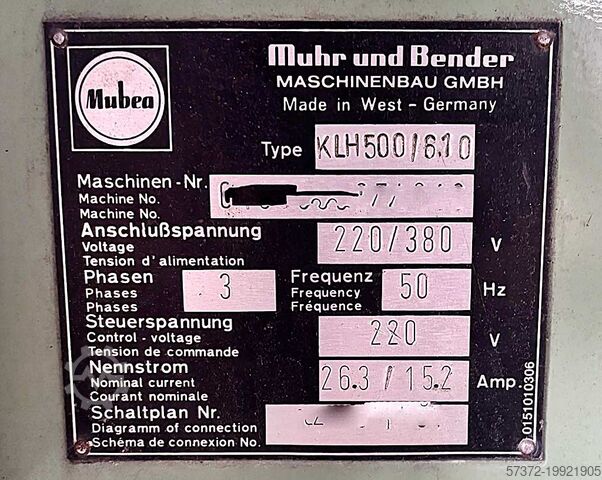 Mubea
Muhr und Bender
MASCHINENBAU GMBH
Made in West - Germany
Type KLH500/610
Maschinen - Nr.
Machine No.
Machine No.
Anschlußspannung
Voltage 220/380 V
Tension d'alimentation
Phasen 3 Frequenz 50 Hz
Phases Frequency
Phases Fréquence
Steuerspannung
Control - voltage 220 V
Tension de commande
Nennstrom
Nominal current 26.3 / 15.2 Amp.
Courant nominale
Schaltplan Nr.
Diagramm of connection
Schéma de connexion No.
0151010306
57372-19921905